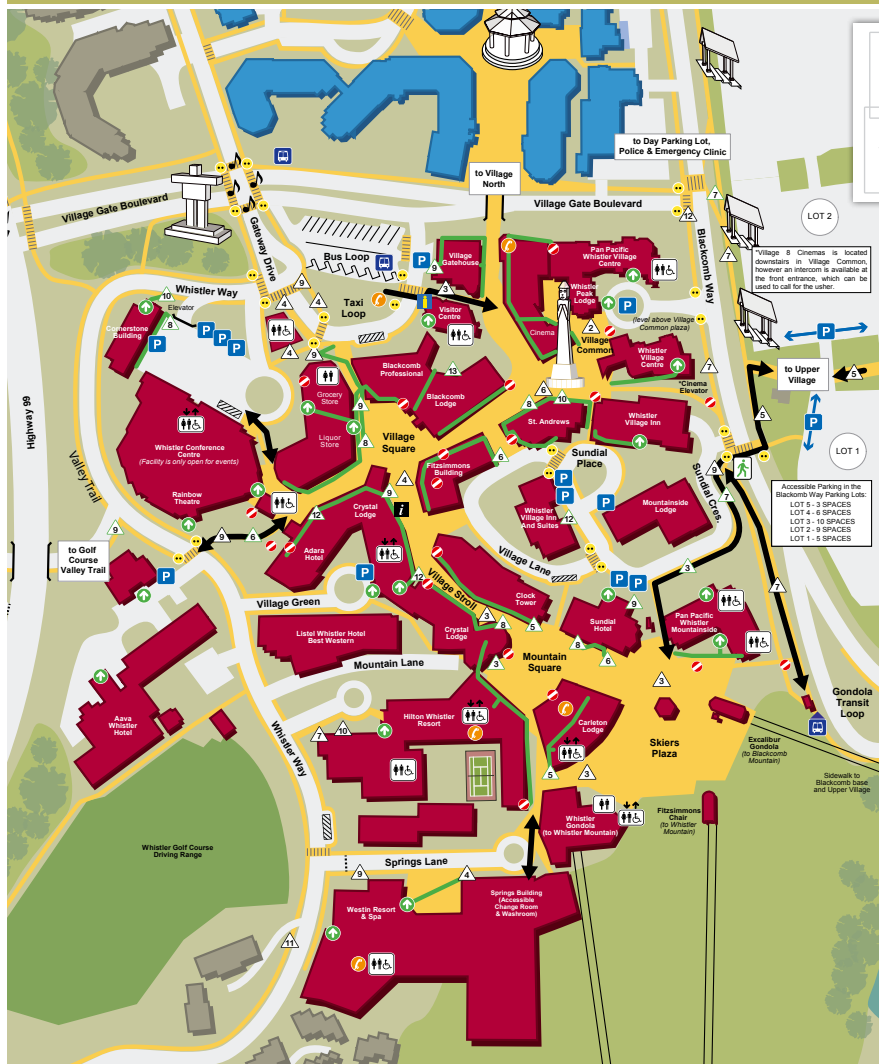 to Day Parking Lot,
Police & Emergency Clinic
to Village
North
Village Gate Boulevard
Village Gate Boulevard
LOT 2
*Village 8 Cinemas is located
downstairs in Village Common,
however an intercom is available at
the front entrance, which can be
used to call for the usher.
Gateway Drive
Bus Loop
Taxi
Loop
Whistler Way
Elevator
Cornerstone
Building
Village
Gatehouse
Visitor
Centre
Pan Pacific
Whistler Village
Centre
Whistler
Peak
Lodge
(level above Village
Common plaza)
Cinema
Village
Common
Whistler
Village
Centre
*Cinema
Elevator
Blackcomb Way
to Upper
Village
LOT 1
Accessible Parking in the
Blackomb Way Parking Lots:
LOT 5 - 3 SPACES
LOT 4 - 6 SPACES
LOT 3 - 10 SPACES
LOT 2 - 9 SPACES
LOT 1 - 5 SPACES
Highway 99
Valley Trail
Whistler Conference
Centre
(Facility is only open for events)
Rainbow
Theatre
Grocery
Store
Liquor
Store
Blackcomb
Professional
Blackcomb
Lodge
Village
Square
St. Andrews
Whistler
Village Inn
Fitzsimmons
Building
Sundial
Place
Whistler
Village Inn
And Suites
Mountainside
Lodge
Sundial Cres.
to Golf
Course
Valley Trail
Crystal
Lodge
Adara
Hotel
Village Lane
Village Green
Village Stroll
Clock
Tower
Crystal
Lodge
Sundial
Hotel
Pan Pacific
Whistler
Mountainside
Listel Whistler Hotel
Best Western
Mountain Lane
Mountain
Square
Aava
Whistler
Hotel
Whistler Way
Hilton Whistler
Resort
Carleton
Lodge
Skiers
Plaza
Excalibur
Gondola
(to Blackcomb
Mountain)
Gondola
Transit
Loop
Sidewalk to
Blackcomb base
and Upper Village
Whistler
Gondola
(to Whistler Mountain)
Fitzsimmons
Chair
(to Whistler
Mountain)
Whistler Golf Course
Driving Range
Springs Lane
Westin Resort
& Spa
Springs Building
(Accessible
Change Room
& Washroom)